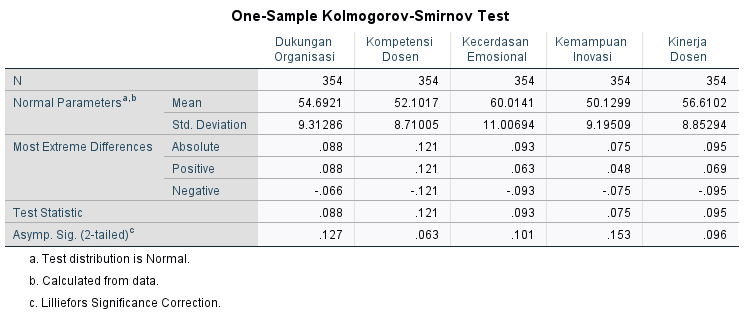 One-Sample Kolmogorov-Smirnov Test
Dukungan Organisasi Kompetensi Dosen Kecerdasan Emosional Kemampuan Inovasi Kinerja Dosen
N 354 354 354 354 354
Normal Parametersa,b Mean 54.6921 52.1017 60.0141 50.1299 56.6102
Std. Deviation 9.31286 8.71005 11.00694 9.19509 8.85294
Most Extreme Differences Absolute .088 .121 .093 .075 .095
Positive .088 .121 .063 .048 .069
Negative -.066 -.121 -.093 -.075 -.095
Test Statistic .088 .121 .093 .075 .095
Asymp. Sig. (2-tailed)c .127 .063 .101 .153 .096
a. Test distribution is Normal.
b. Calculated from data.
c. Lilliefors Significance Correction.